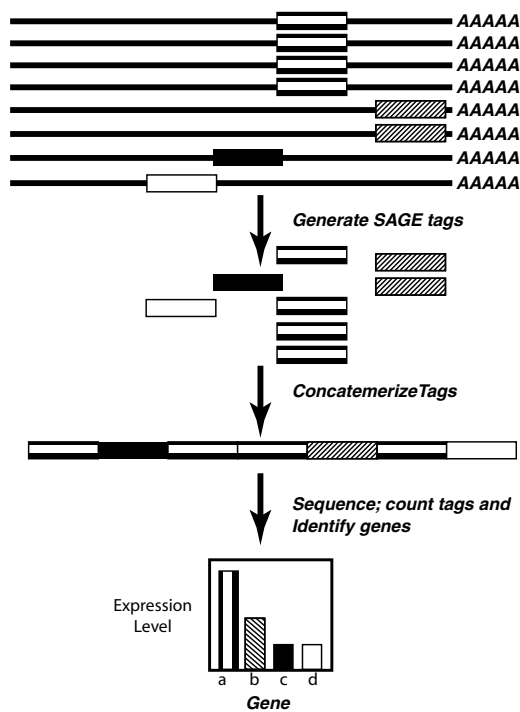 AAAAA
AAAAA
AAAAA
AAAAA
AAAAA
AAAAA
AAAAA
AAAAA
Generate SAGE tags
ConcatemerizeTags
Sequence; count tags and
Identify genes
Expression
Level
a b c d
Gene